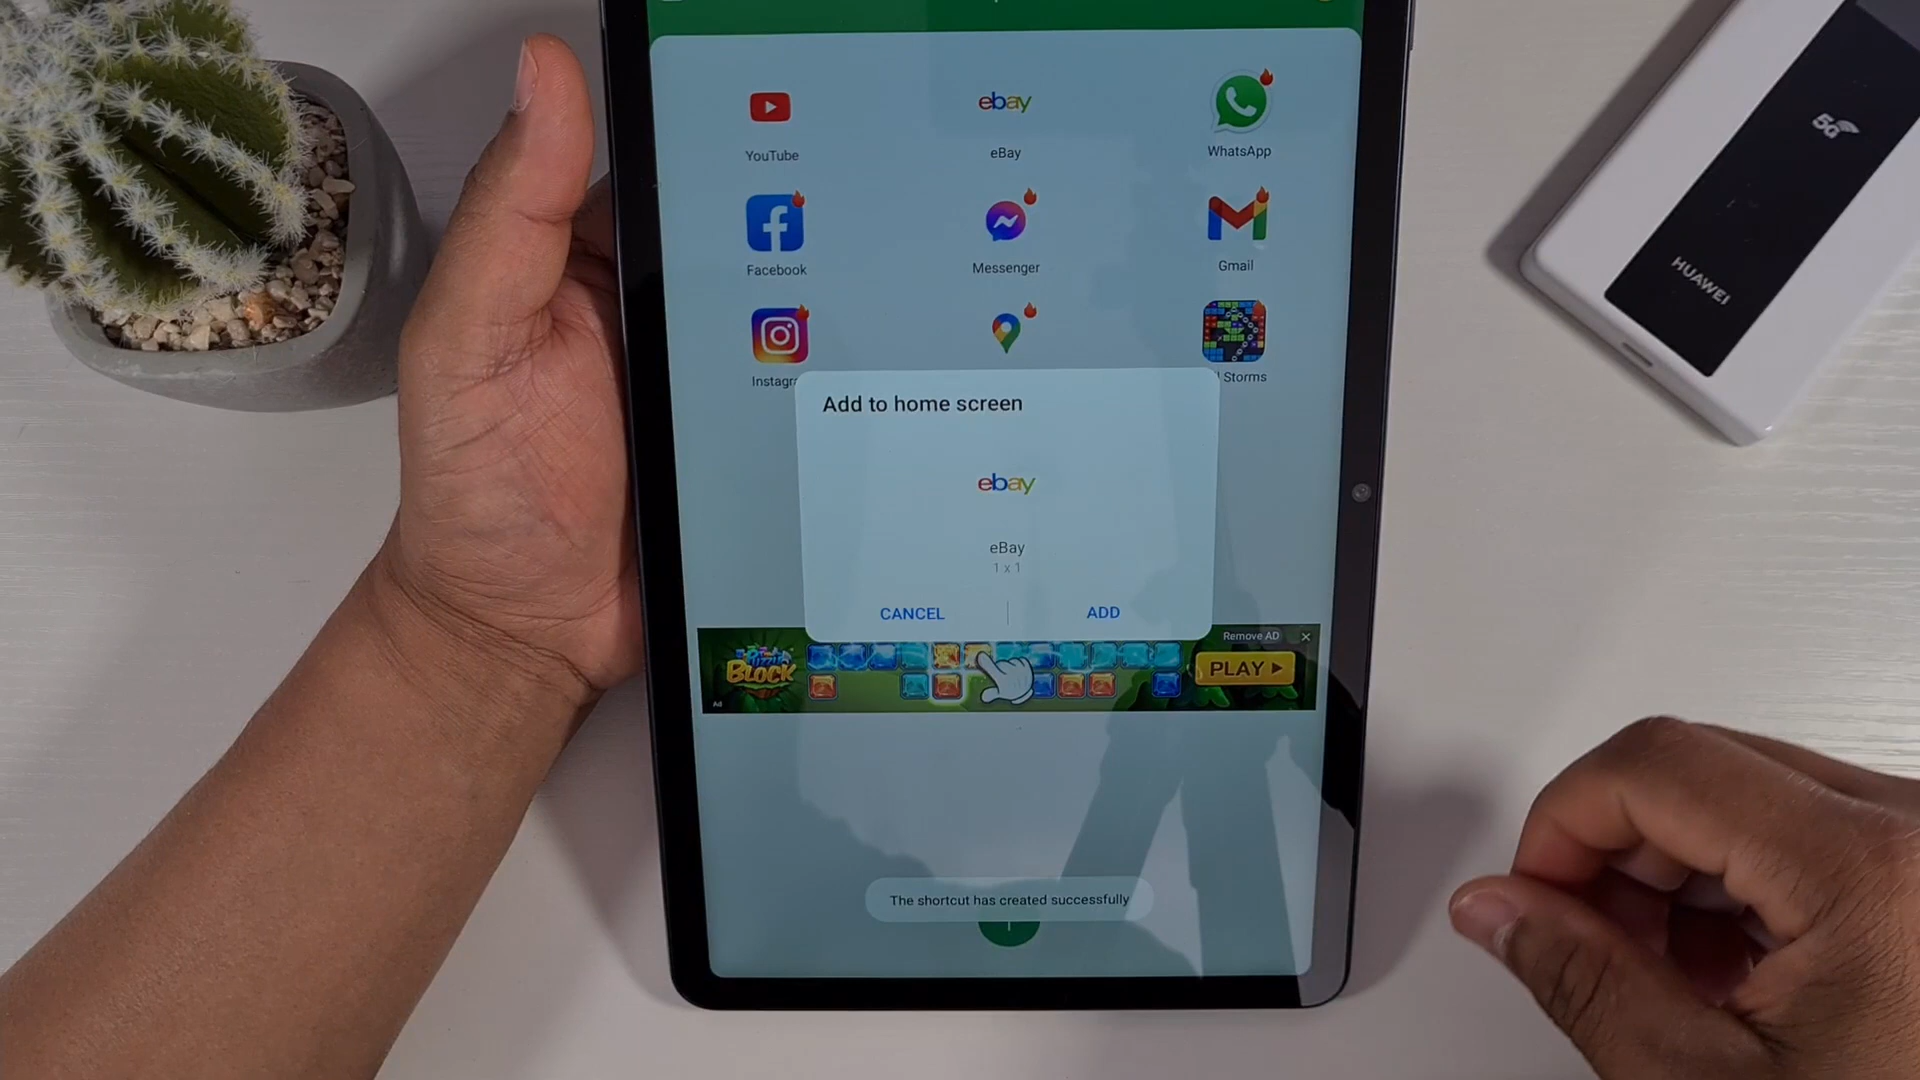 YouTube
ebay
eBay
WhatsApp
Facebook
Messenger
Gmail
Storms
Add to home screen
ebay
eBay
1 x 1
CANCEL
ADD
BLOCK
Remove AD
PLAY
Ad
The shortcut has created successfully
5G
HUAWEI